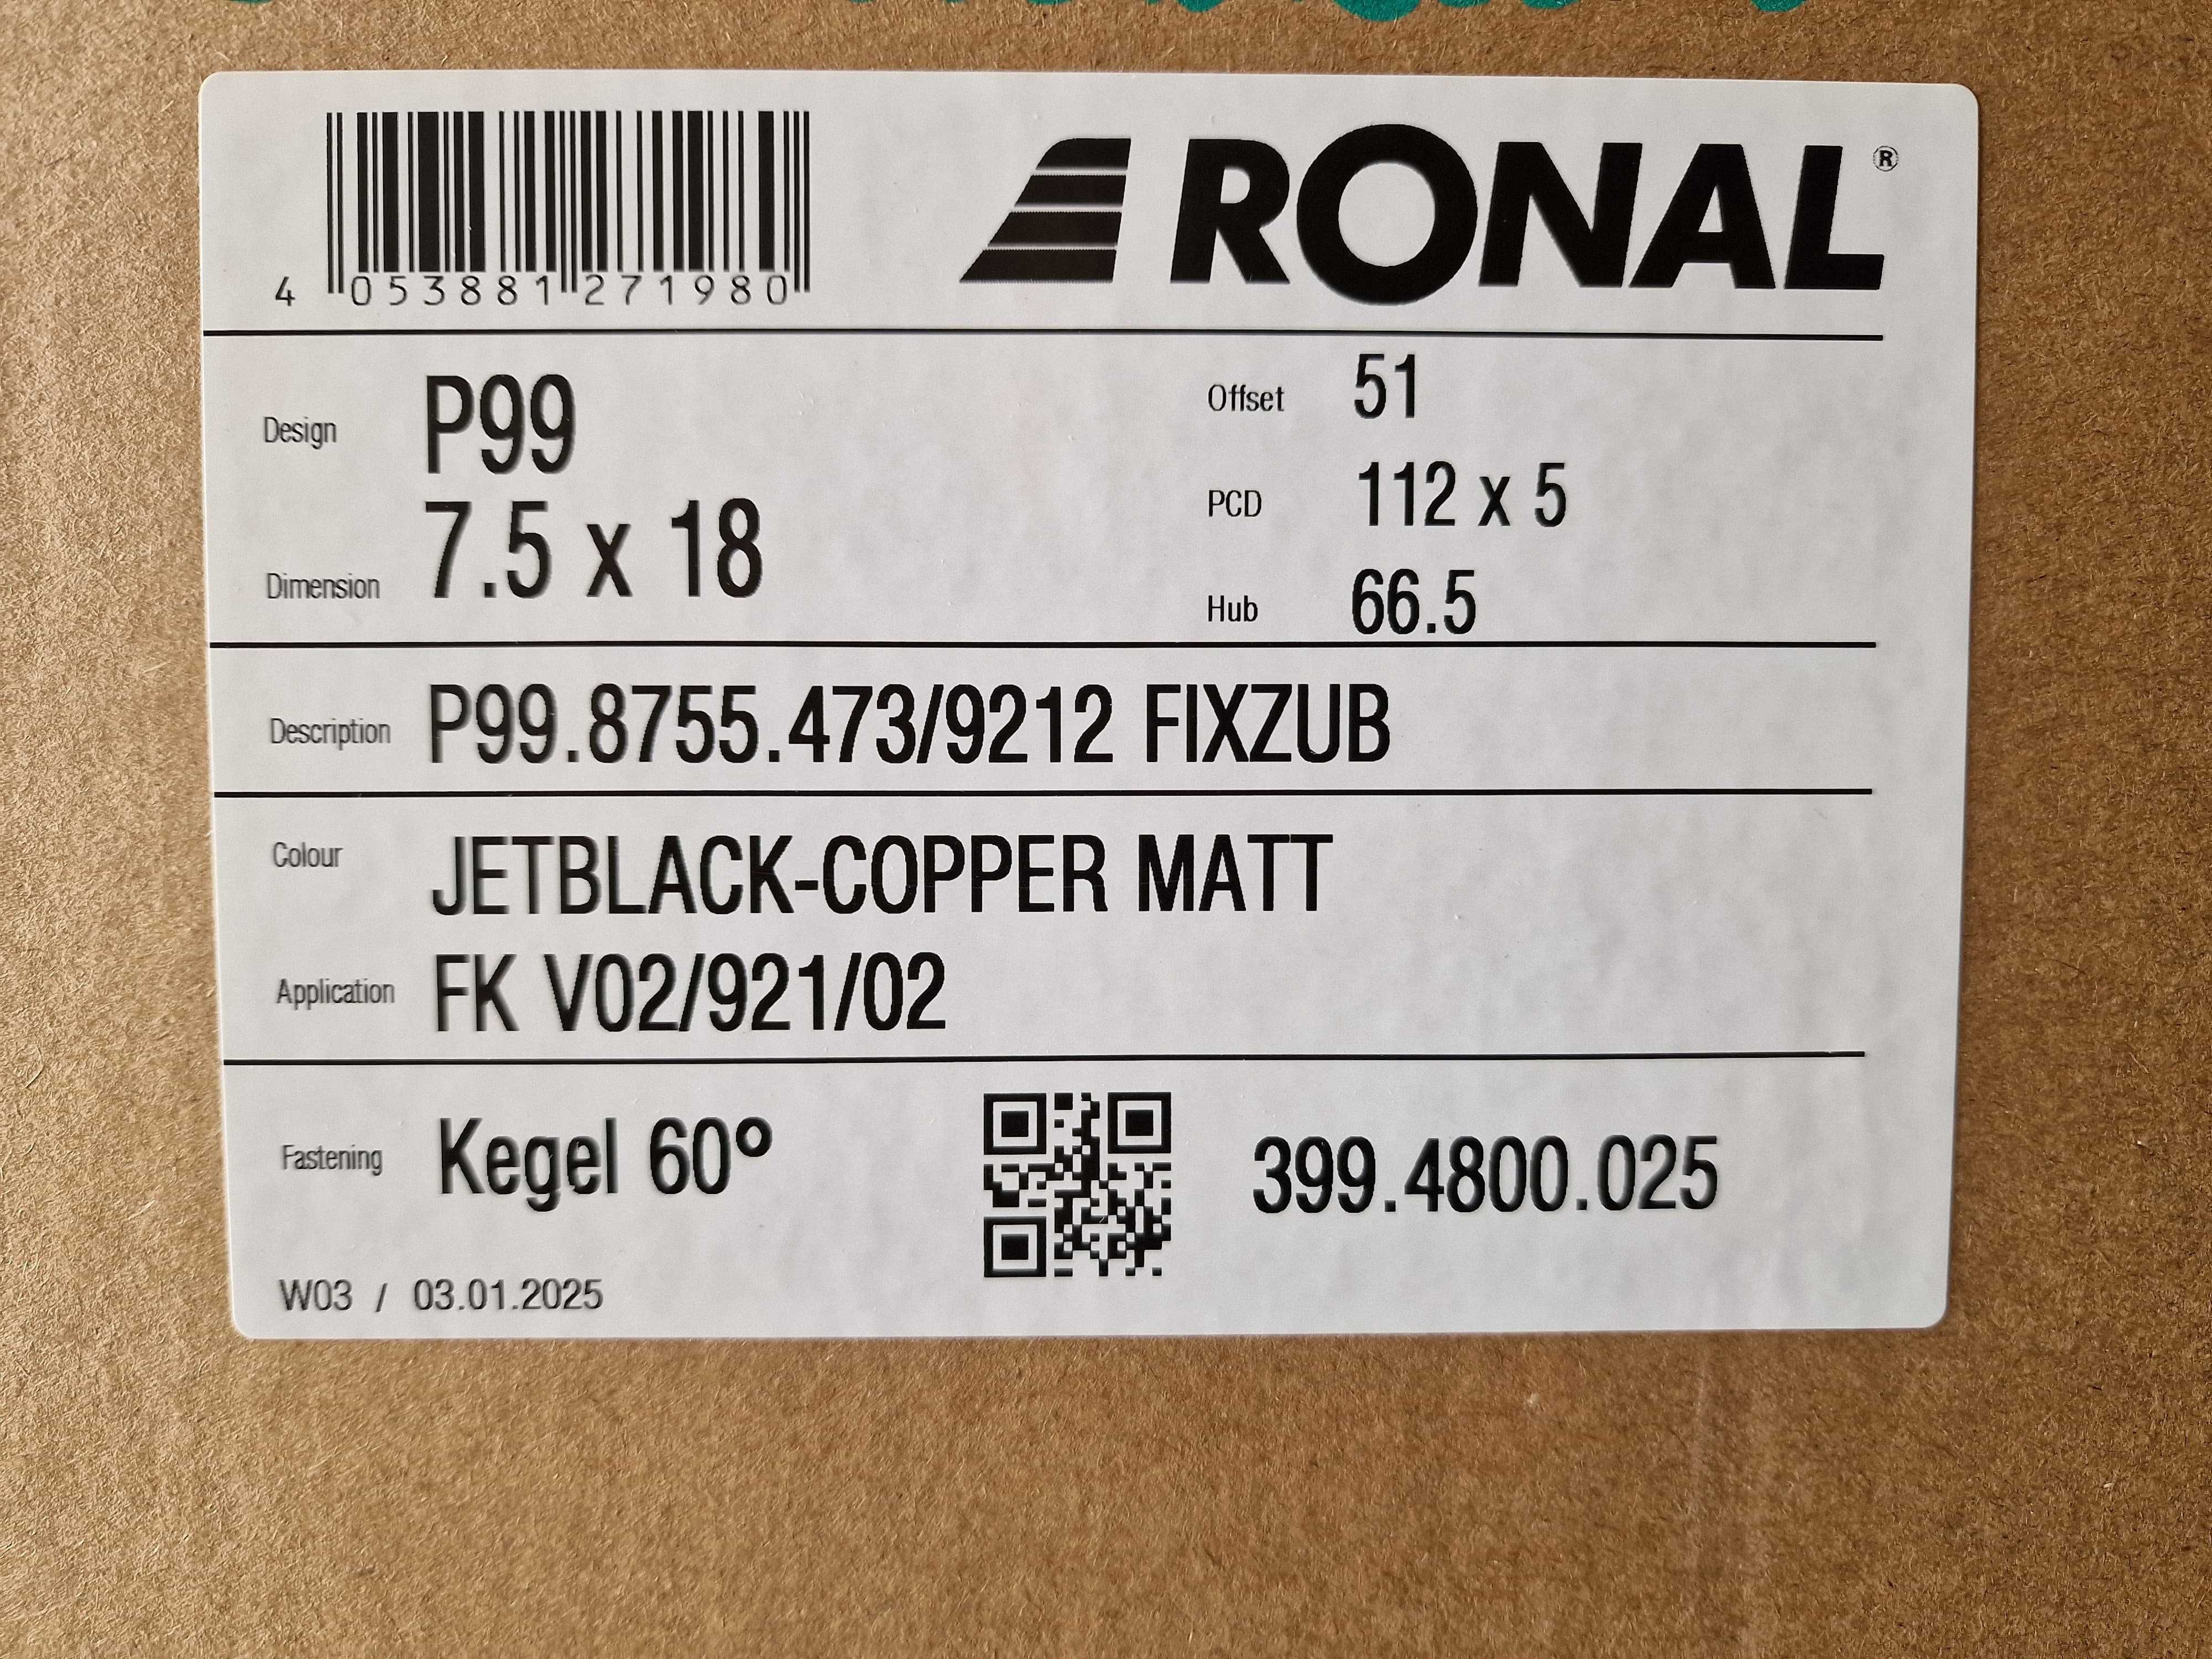 4 053881 271980
RONAL®
Design P99
Dimension 7.5 x 18
Offset 51
PCD 112 x 5
Hub 66.5
Description P99.8755.473/9212 FIXZUB
Colour JETBLACK-COPPER MATT
Application FK V02/921/02
Fastening Kegel 60°
399.4800.025
W03 / 03.01.2025